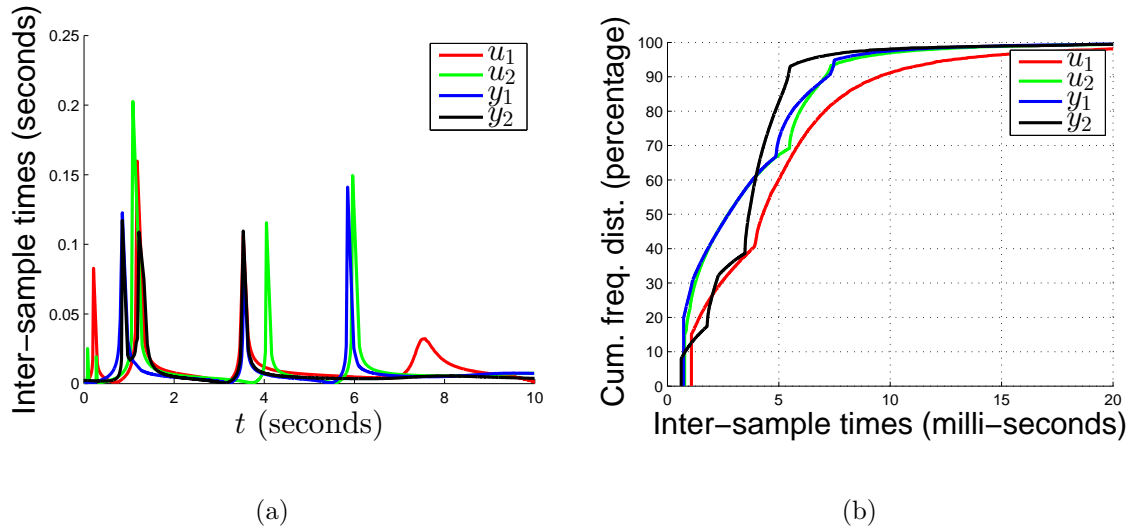 0.25
0.2
0.15
0.1
0.05
0
0 2 4 6 8 10
Inter−sample times (seconds)
t (seconds)
u1
u2
y1
y2
(a)
100
90
80
70
60
50
40
30
20
10
0
0 5 10 15 20
Cum. freq. dist. (percentage)
Inter−sample times (milli−seconds)
u1
u2
y1
y2
(b)